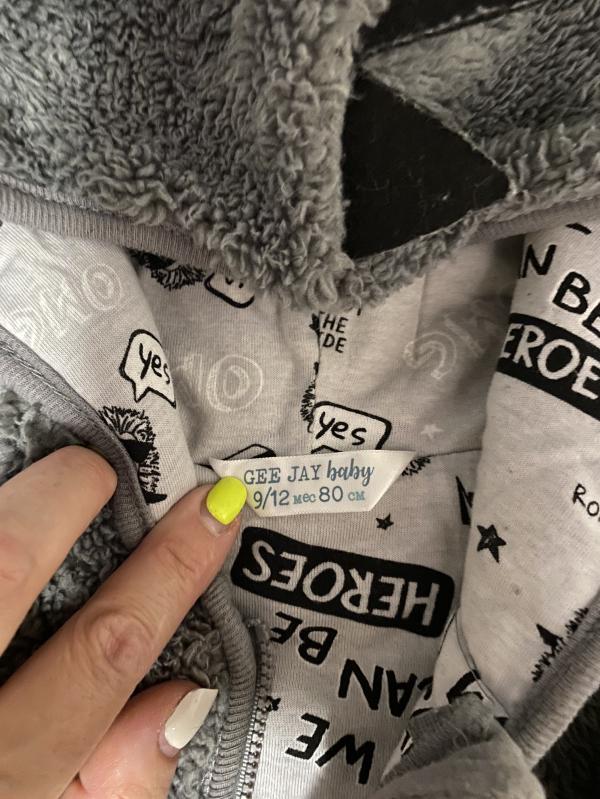 yes
OMG
THE
DE
yes
GEE JAY baby
9/12 мес 80 см
HEROES
CAN BE
WE
N
BE
EROE
Ro